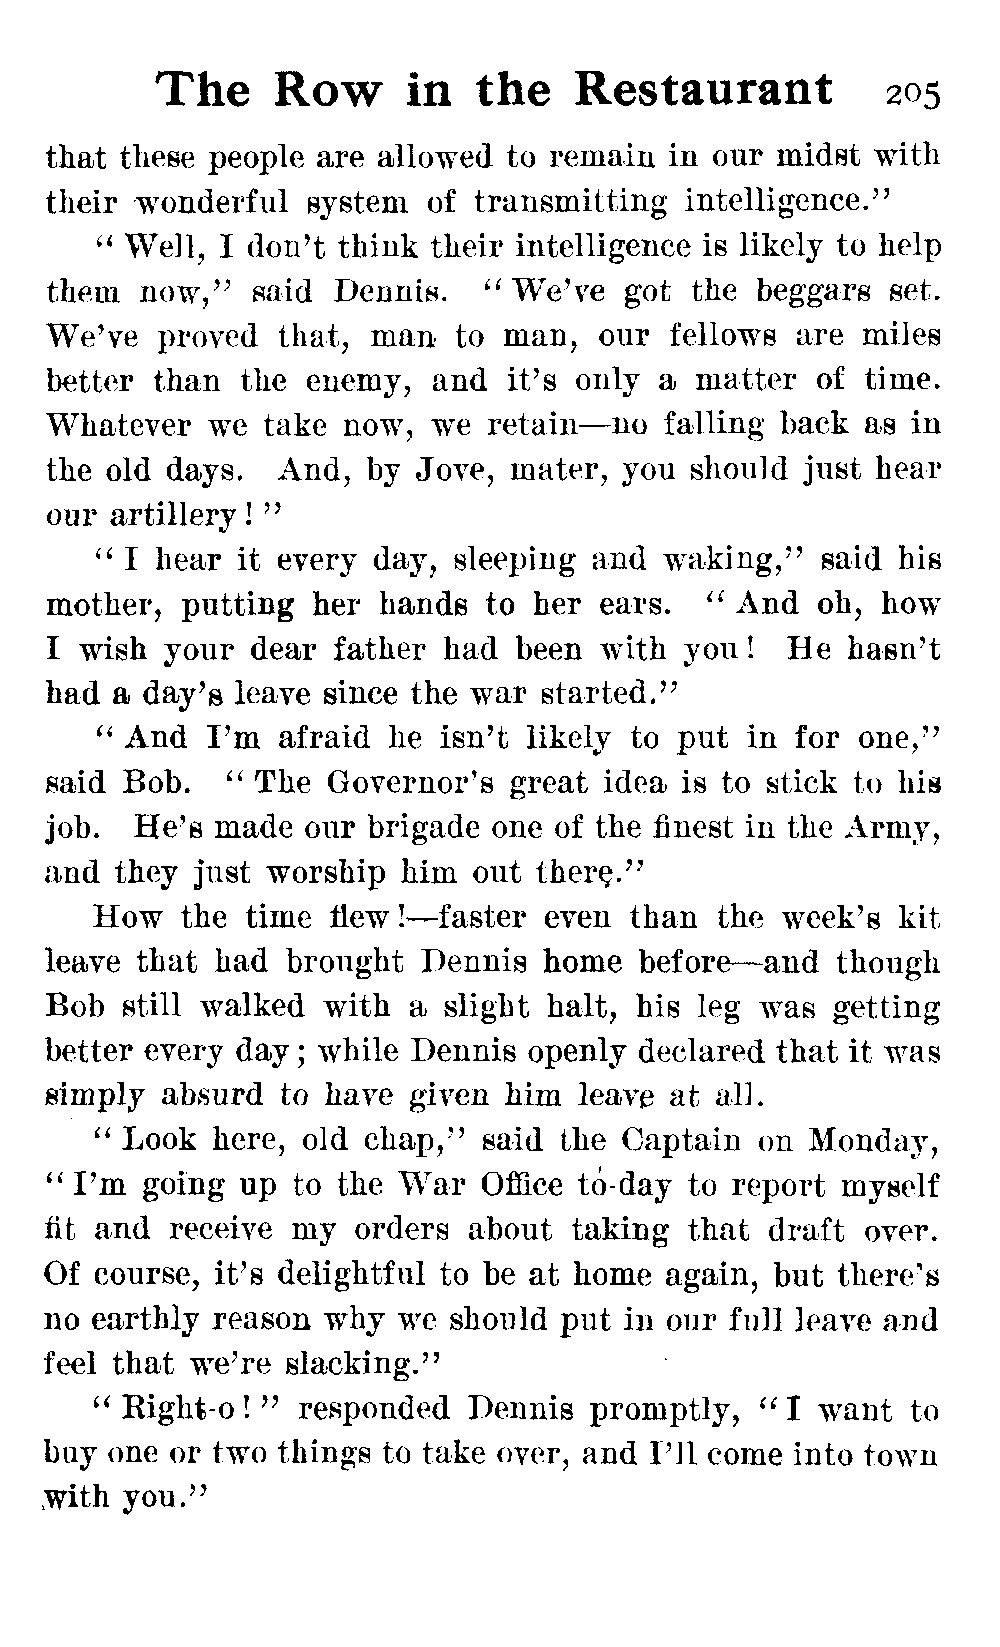 The Row in the Restaurant 205
that these people are allowed to remain in our midst with
their wonderful system of transmitting intelligence."
" Well, I don't think their intelligence is likely to help
them now," said Dennis. " We've got the beggars set.
We've proved that, man to man, our fellows are miles
better than the enemy, and it's only a matter of time.
Whatever we take now, we retain—no falling back as in
the old days. And, by Jove, mater, you should just hear
our artillery ! "
" I hear it every day, sleeping and waking," said his
mother, putting her hands to her ears. " And oh, how
I wish your dear father had been with you ! He hasn't
had a day's leave since the war started."
" And I'm afraid he isn't likely to put in for one,"
said Bob. " The Governor's great idea is to stick to his
job. He's made our brigade one of the finest in the Army,
and they just worship him out there."
How the time flew !—faster even than the week's kit
leave that had brought Dennis home before—and though
Bob still walked with a slight halt, his leg was getting
better every day ; while Dennis openly declared that it was
simply absurd to have given him leave at all.
" Look here, old chap," said the Captain on Monday,
" I'm going up to the War Office to-day to report myself
fit and receive my orders about taking that draft over.
Of course, it's delightful to be at home again, but there's
no earthly reason why we should put in our full leave and
feel that we're slacking."
" Right-o ! " responded Dennis promptly, " I want to
buy one or two things to take over, and I'll come into town
with you."